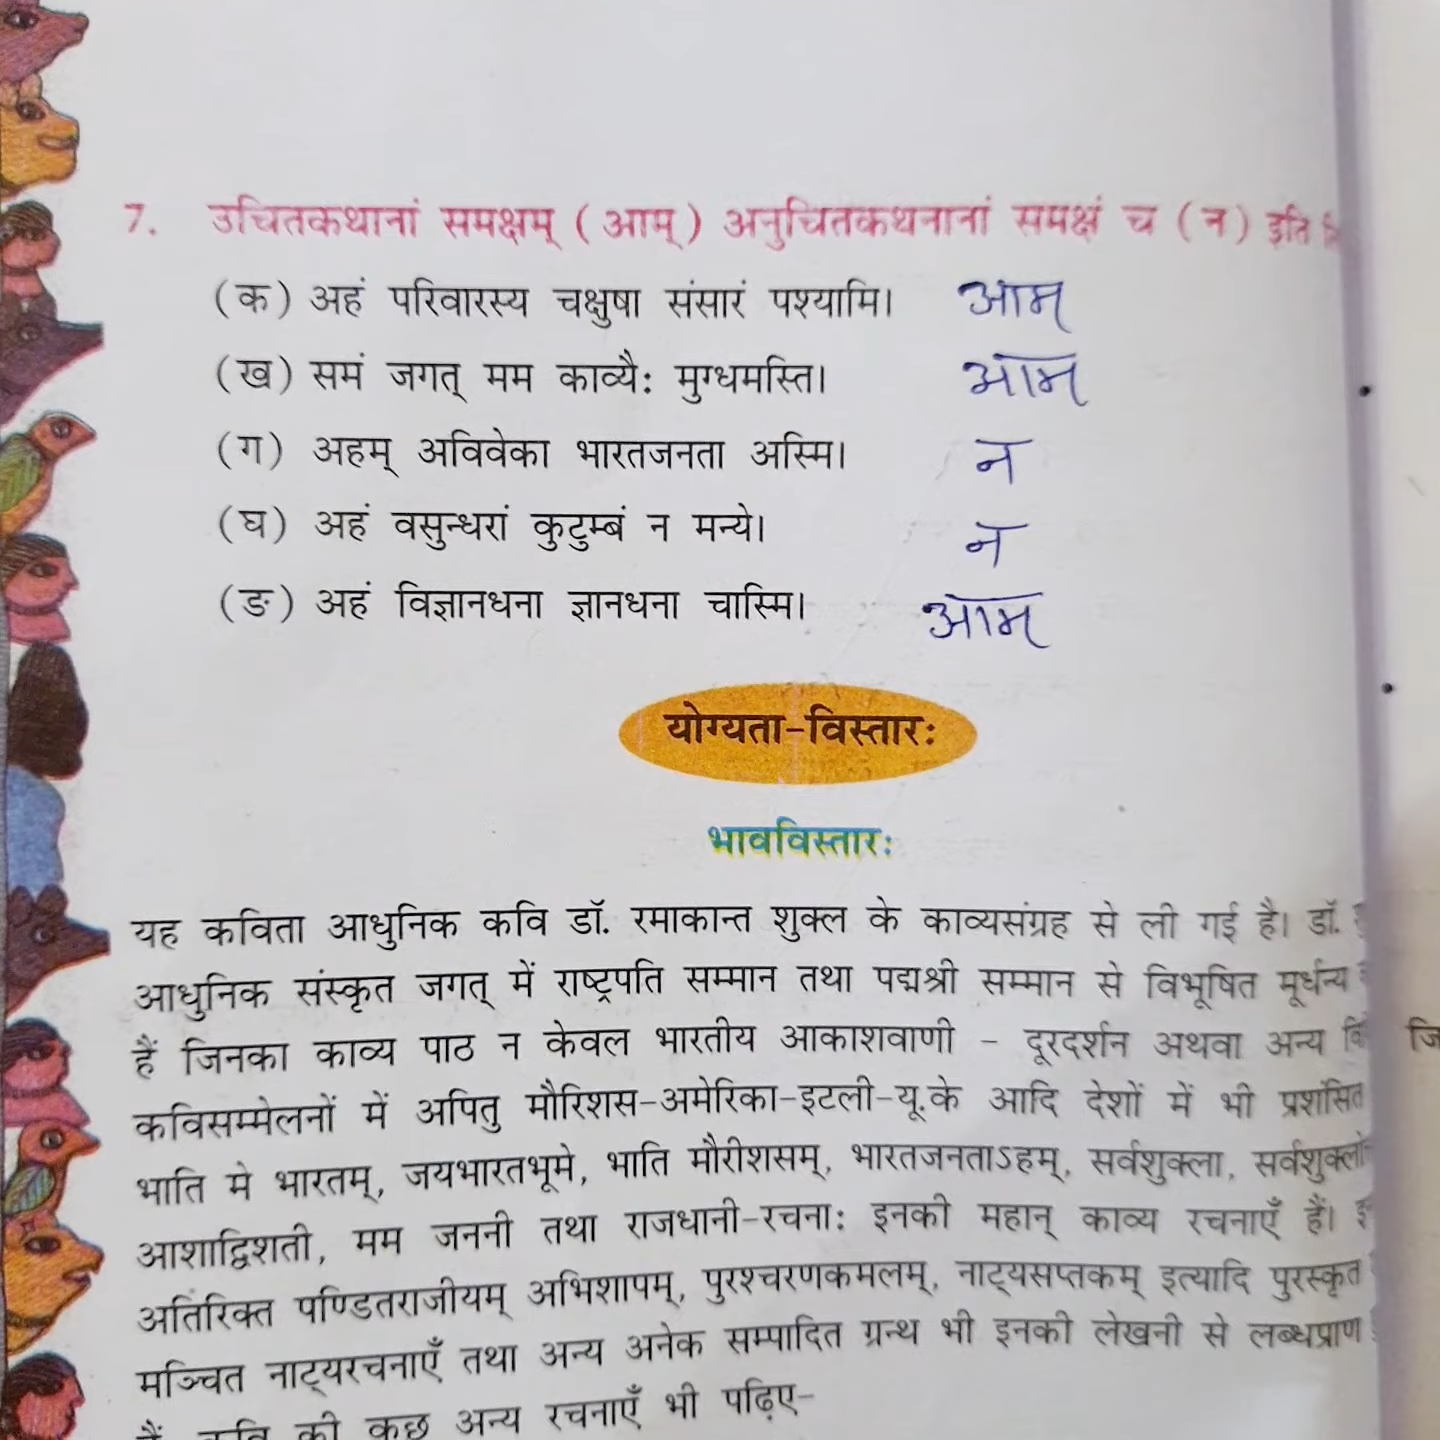 7. उचितकथानां समक्षम् (आम्) अनुचितकथनानां समक्षं च (न) इति
(क) अहं परिवारस्य चक्षुषा संसारं पश्यामि। आम्
(ख) समं जगत् मम काव्यैः मुग्धमस्ति। आम्
(ग) अहम् अविवेका भारतजनता अस्मि। न
(घ) अहं वसुन्धरां कुटुम्बं न मन्ये। न
(ङ) अहं विज्ञानधना ज्ञानधना चास्मि। आम्
योग्यता-विस्तारः
भावविस्तारः
यह कविता आधुनिक कवि डॉ. रमाकान्त शुक्ल के काव्यसंग्रह से ली गई है। डॉ.
आधुनिक संस्कृत जगत् में राष्ट्रपति सम्मान तथा पद्मश्री सम्मान से विभूषित मूर्धन्य
हैं जिनका काव्य पाठ न केवल भारतीय आकाशवाणी - दूरदर्शन अथवा अन्य
कविसम्मेलनों में अपितु मौरिशस-अमेरिका-इटली-यू.के आदि देशों में भी प्रशंसित
भाति मे भारतम्, जयभारतभूमे, भाति मौरीशसम्, भारतजनताऽहम्, सर्वशुक्ला, सर्वशुक्लो
आशाद्विशती, मम जननी तथा राजधानी-रचनाः इनकी महान् काव्य रचनाएँ हैं।
अतिरिक्त पण्डितराजीयम् अभिशापम्, पुरश्चरणकमलम्, नाट्यसप्तकम् इत्यादि पुरस्कृत
मञ्चित नाट्यरचनाएँ तथा अन्य अनेक सम्पादित ग्रन्थ भी इनकी लेखनी से लब्धप्राण
हैं, कवि की कुछ अन्य रचनाएँ भी पढ़िए-